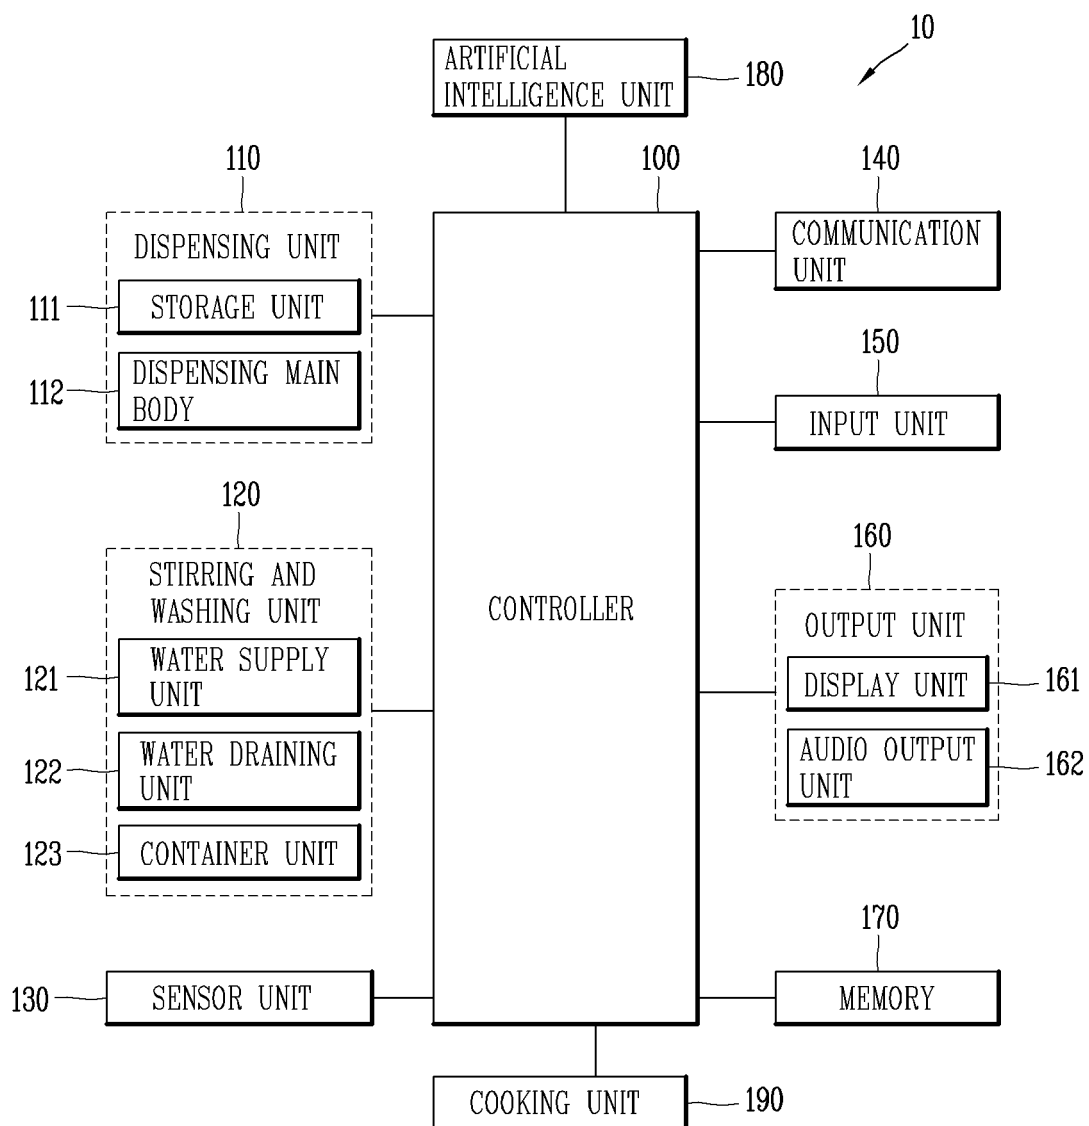 10
ARTIFICIAL
INTELLIGENCE UNIT
180
110
100
140
DISPENSING UNIT
COMMUNICATION
UNIT
111
STORAGE UNIT
112
DISPENSING MAIN
BODY
150
INPUT UNIT
120
STIRRING AND
WASHING UNIT
121
WATER SUPPLY
UNIT
122
WATER DRAINING
UNIT
123
CONTAINER UNIT
CONTROLLER
160
OUTPUT UNIT
DISPLAY UNIT
161
AUDIO OUTPUT
UNIT
162
130
SENSOR UNIT
170
MEMORY
COOKING UNIT
190